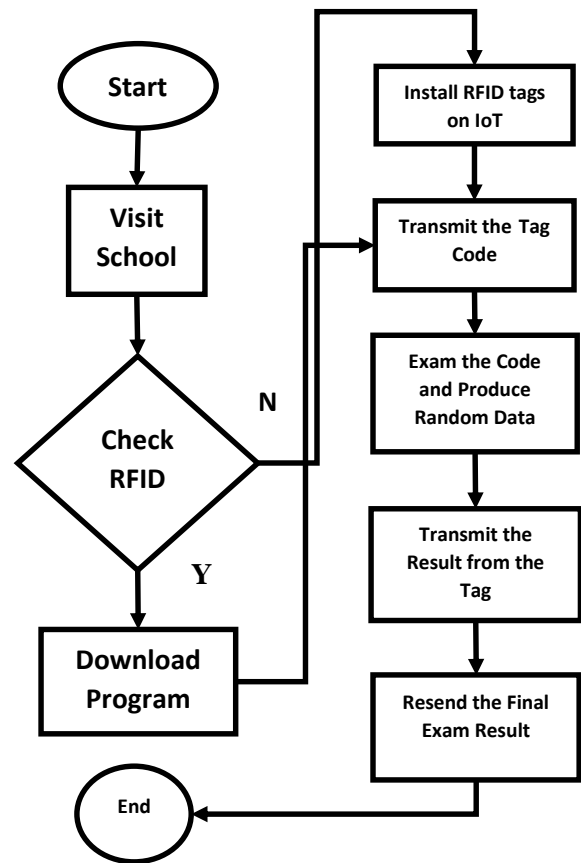 Start
Visit
School
Check
RFID
N
Y
Download
Program
Install RFID tags
on IoT
Transmit the Tag
Code
Exam the Code
and Produce
Random Data
Transmit the
Result from the
Tag
Resend the Final
Exam Result
End